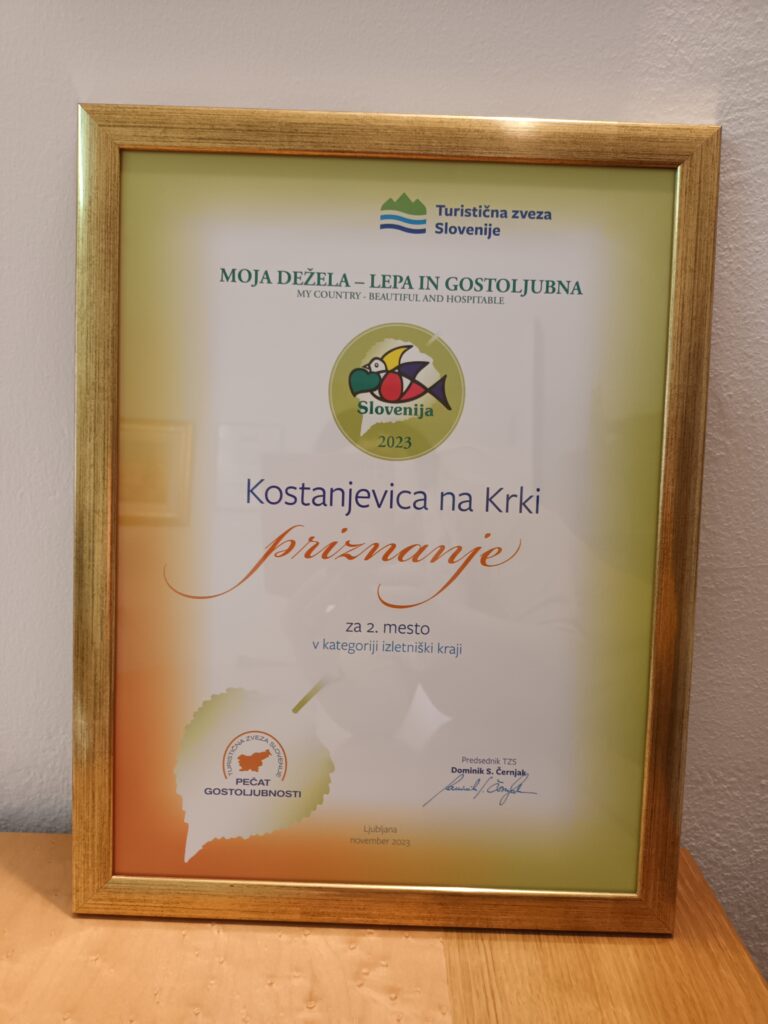 Turistična zveza
Slovenije
MOJA DEŽELA – LEPA IN GOSTOLJUBNA
MY COUNTRY - BEAUTIFUL AND HOSPITABLE
Slovenija
2023
Kostanjevica na Krki
priznanje
za 2. mesto
v kategoriji izletniški kraji
TURISTIČNA ZVEZA SLOVENIJE
PEČAT
GOSTOLJUBNOSTI
Predsednik TZS
Dominik S. Černjak
Ljubljana
november 2023